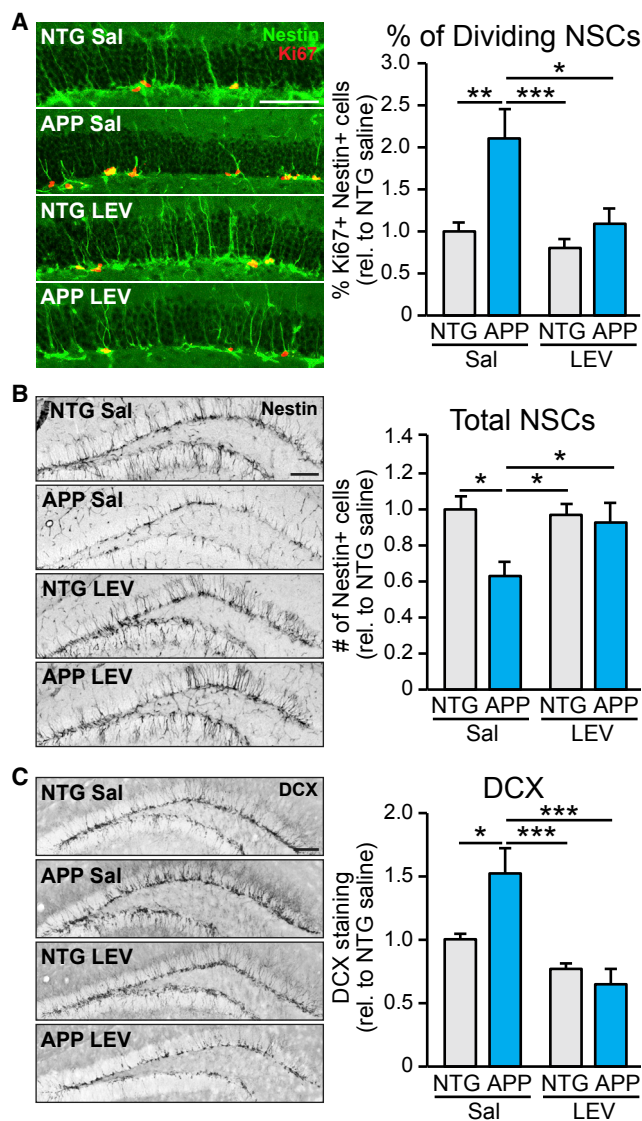 A
NTG Sal
Nestin
Ki67
APP Sal
NTG LEV
APP LEV
% of Dividing NSCs
% Ki67+ Nestin+ cells
(rel. to NTG saline)
3.0
2.5
2.0
1.5
1.0
0.5
0
** *** *
NTG APP NTG APP
Sal LEV
B
NTG Sal
Nestin
APP Sal
NTG LEV
APP LEV
Total NSCs
# of Nestin+ cells
(rel. to NTG saline)
1.4
1.2
1.0
0.8
0.6
0.2
0
* * *
NTG APP NTG APP
Sal LEV
C
NTG Sal
DCX
APP Sal
NTG LEV
APP LEV
DCX
DCX staining
(rel. to NTG saline)
2.0
1.5
1.0
0.5
0
* *** ***
NTG APP NTG APP
Sal LEV